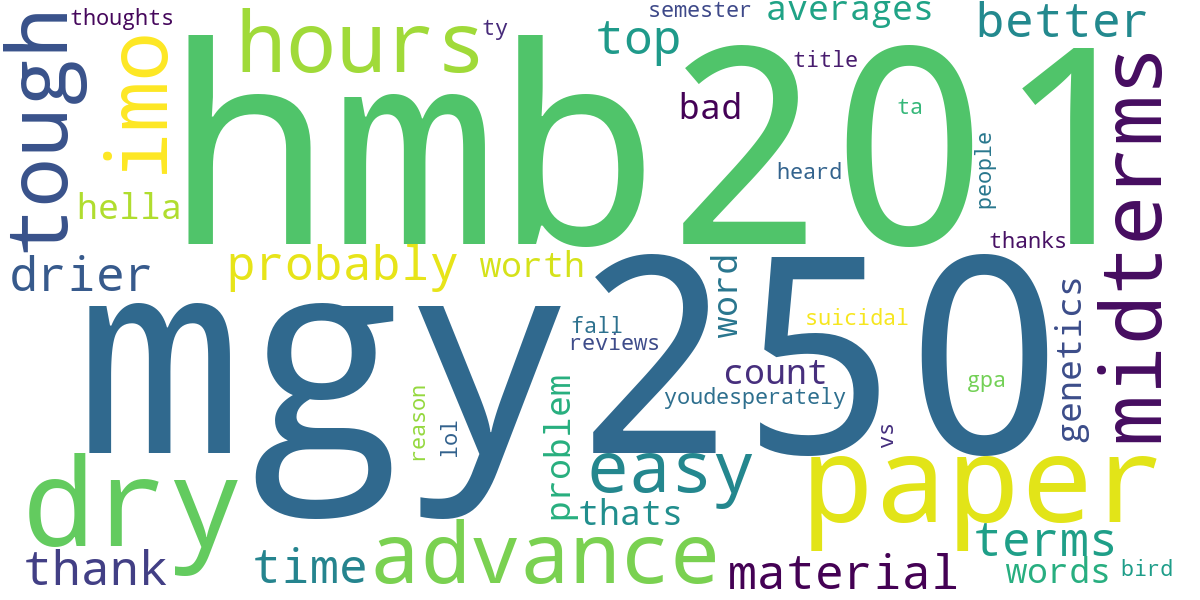 thoughts
tough
imo
hours
ty
semester
averages
better
top
title
hmb201
bad
ta
heard
people
midterms
hella
thanks
drier
probably
worth
word
mgy250
fall
reviews
suicidal
genetics
count
youdesperately
gpa
reason
lol
problem
vs
dry
easy
paper
thats
thank
time
advance
material
terms
words
bird